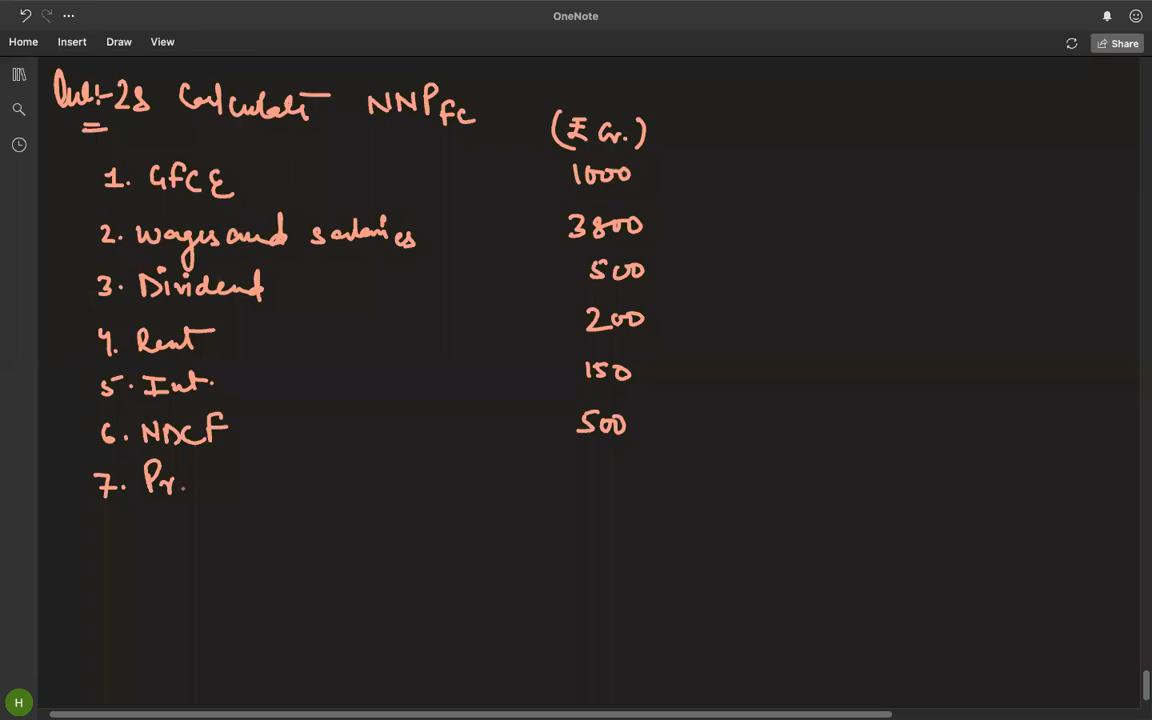 OneNote
Home Insert Draw View Share
Que:-28 Calculate NNPFC
(₹ Cr.)
1. GFCE 1000
2. Wages and salaries 3800
3. Dividend 500
4. Rent 200
5. Int. 150
6. NDCF 500
7. Pr.
H